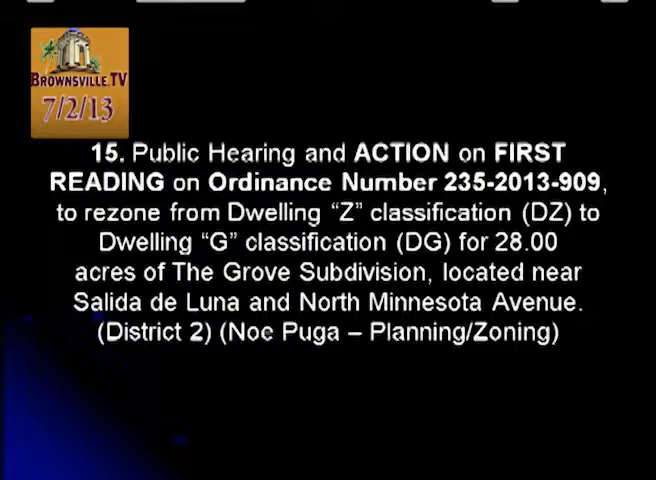 BROWNSVILLE.TV
7/2/13
15. Public Hearing and ACTION on FIRST
READING on Ordinance Number 235-2013-909,
to rezone from Dwelling “Z” classification (DZ) to
Dwelling “G” classification (DG) for 28.00
acres of The Grove Subdivision, located near
Salida de Luna and North Minnesota Avenue.
(District 2) (Noe Puga – Planning/Zoning)